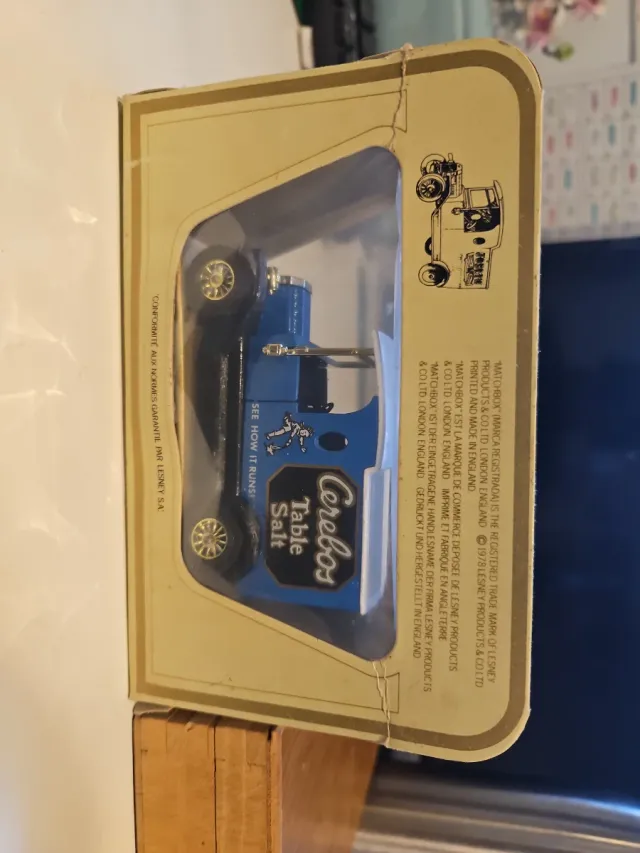 'MATCHBOX' (MARCA REGISTRADA) IS THE REGISTERED TRADE MARK OF LESNEY
PRODUCTS & CO LTD LONDON ENGLAND © 1978 LESNEY PRODUCTS & CO LTD
PRINTED AND MADE IN ENGLAND
'MATCHBOX' EST LA MARQUE DE COMMERCE DEPOSEE DE LESNEY PRODUCTS
& CO LTD. LONDON ENGLAND IMPRIME ET FABRIQUE EN ANGLETERRE
'MATCHBOX' IST DER EINGETRAGENE HANDELSNAME DER FIRMA LESNEY PRODUCTS
& CO LTD. LONDON ENGLAND GEDRUCKT UND HERGESTELLT IN ENGLAND
Cerebos
Table
Salt
SEE HOW IT RUNS!
'CONFORMITÉ AUX NORMES GARANTIE PAR LESNEY S.A.'